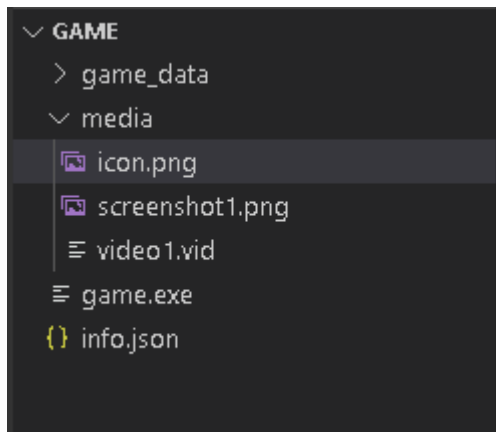 GAME
game_data
media
icon.png
screenshot1.png
video1.vid
game.exe
{} info.json